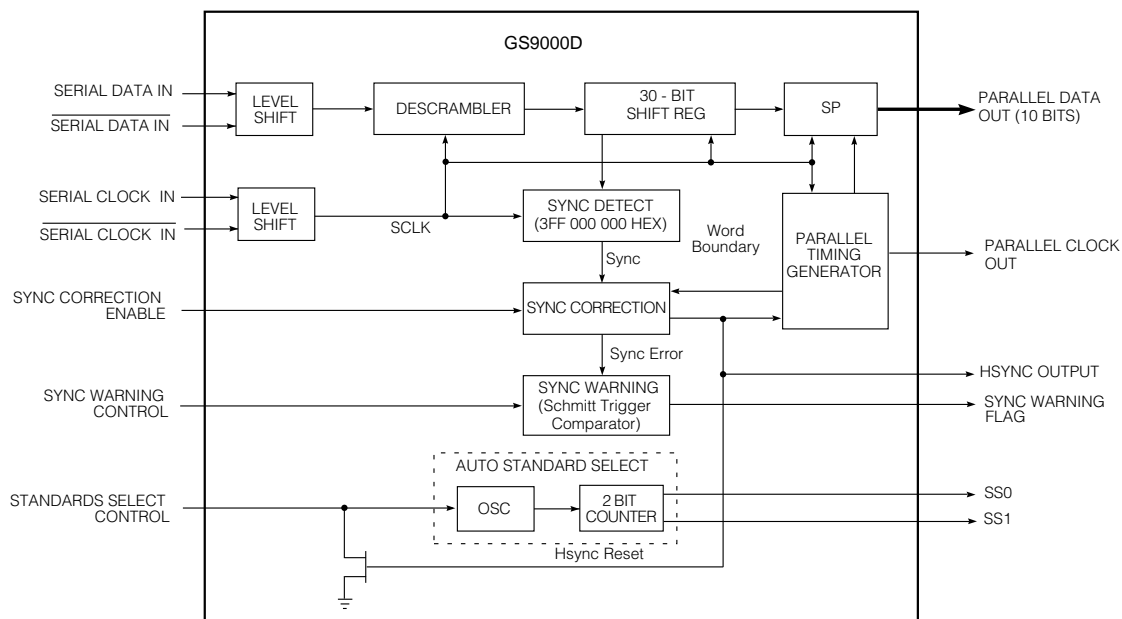 GS9000D
SERIAL DATA IN
SERIAL DATA IN
LEVEL
SHIFT
DESCRAMBLER
30 - BIT
SHIFT REG
SP
PARALLEL DATA
OUT (10 BITS)
SERIAL CLOCK IN
SERIAL CLOCK IN
LEVEL
SHIFT
SCLK
SYNC DETECT
(3FF 000 000 HEX)
Word
Boundary
PARALLEL
TIMING
GENERATOR
PARALLEL CLOCK
OUT
Sync
SYNC CORRECTION
ENABLE
SYNC CORRECTION
Sync Error
HSYNC OUTPUT
SYNC WARNING
CONTROL
SYNC WARNING
(Schmitt Trigger
Comparator)
SYNC WARNING
FLAG
AUTO STANDARD SELECT
STANDARDS SELECT
CONTROL
OSC
2 BIT
COUNTER
SS0
SS1
Hsync Reset